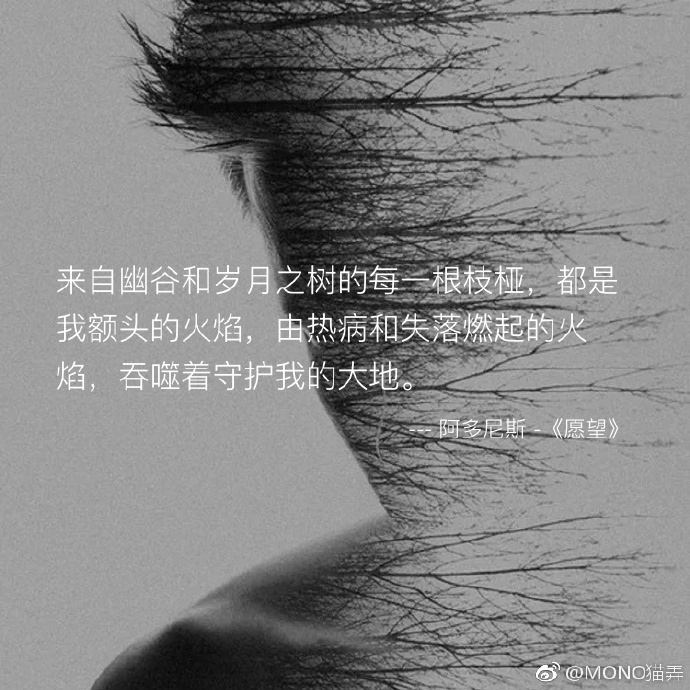 来自幽谷和岁月之树的每一根枝桠，都是
我额头的火焰，由热病和失落燃起的火
焰，吞噬着守护我的大地。
--- 阿多尼斯 -《愿望》
@MONO猫弄